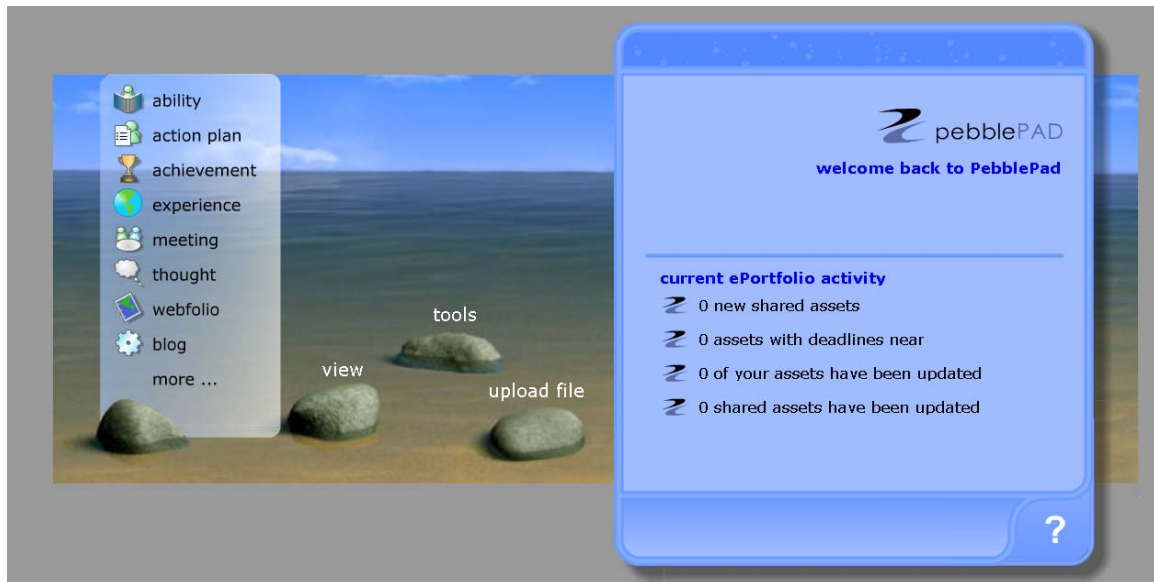 ability
action plan
achievement
experience
meeting
thought
webfolio
blog
more ...
tools
view
upload file
pebblePAD
welcome back to PebblePad
current ePortfolio activity
0 new shared assets
0 assets with deadlines near
0 of your assets have been updated
0 shared assets have been updated
?